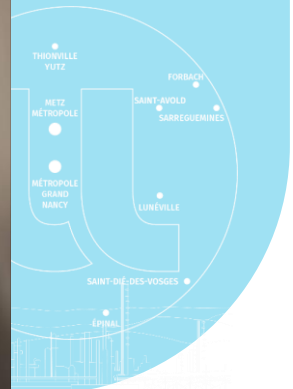 THIONVILLE
YUTZ
FORBACH
SAINT-AVOLD
SARREGUEMINES
METZ
MÉTROPOLE
MÉTROPOLE
GRAND
NANCY
LUNÉVILLE
SAINT-DIÉ-DES-VOSGES
ÉPINAL